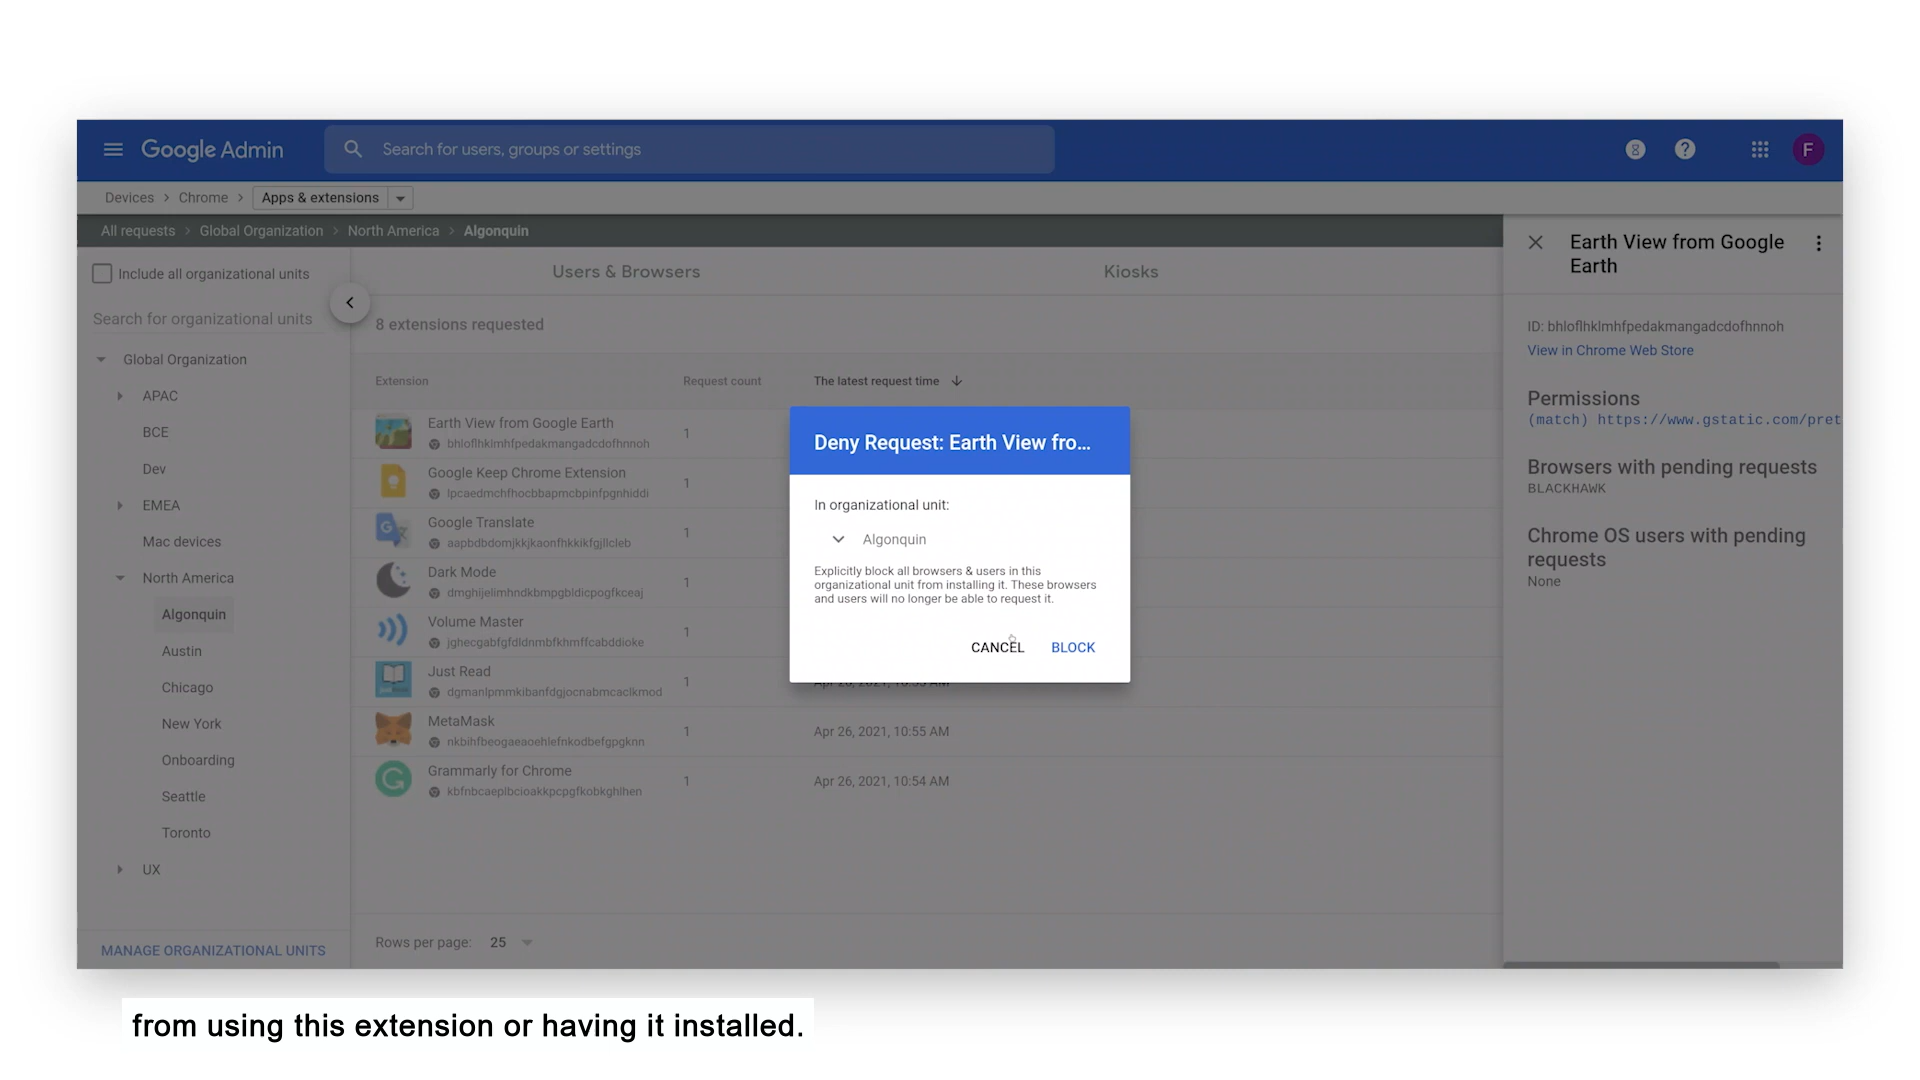 Google Admin
Search for users, groups or settings
F
Devices > Chrome > Apps & extensions
All requests > Global Organization > North America > Algonquin
Include all organizational units
Search for organizational units
Global Organization
APAC
BCE
Dev
EMEA
Mac devices
North America
Algonquin
Austin
Chicago
New York
Onboarding
Seattle
Toronto
UX
MANAGE ORGANIZATIONAL UNITS
Users & Browsers
Kiosks
8 extensions requested
Extension Request count The latest request time
Earth View from Google Earth
bhloflhklmhfpedakmangadcdofhnnoh
1
Google Keep Chrome Extension
lpcaedmchfhocbbapmcbpinfpgnhiddi
1
Google Translate
aapbdbdomjkkjkaonfhkkikfgjllcleb
1
Dark Mode
dmghijelimhndkbmpgbldicpogfkceaj
1
Volume Master
jghecgabfgfdldnmbfkhmffcabddioke
1
Just Read
dgmanlpmmkibanfdgjocnabmcaclkmod
1
MetaMask
nkbihfbeogaeaoehlefnkodbefgpgknn
1 Apr 26, 2021, 10:55 AM
Grammarly for Chrome
kbfnbcaeplbcioakkpcpgfkobkghlhen
1 Apr 26, 2021, 10:54 AM
Rows per page: 25
Deny Request: Earth View fro...
In organizational unit:
Algonquin
Explicitly block all browsers & users in this
organizational unit from installing it. These browsers
and users will no longer be able to request it.
CANCEL BLOCK
Earth View from Google
Earth
ID: bhloflhklmhfpedakmangadcdofhnnoh
View in Chrome Web Store
Permissions
(match) https://www.gstatic.com/pret
Browsers with pending requests
BLACKHAWK
Chrome OS users with pending
requests
None
from using this extension or having it installed.